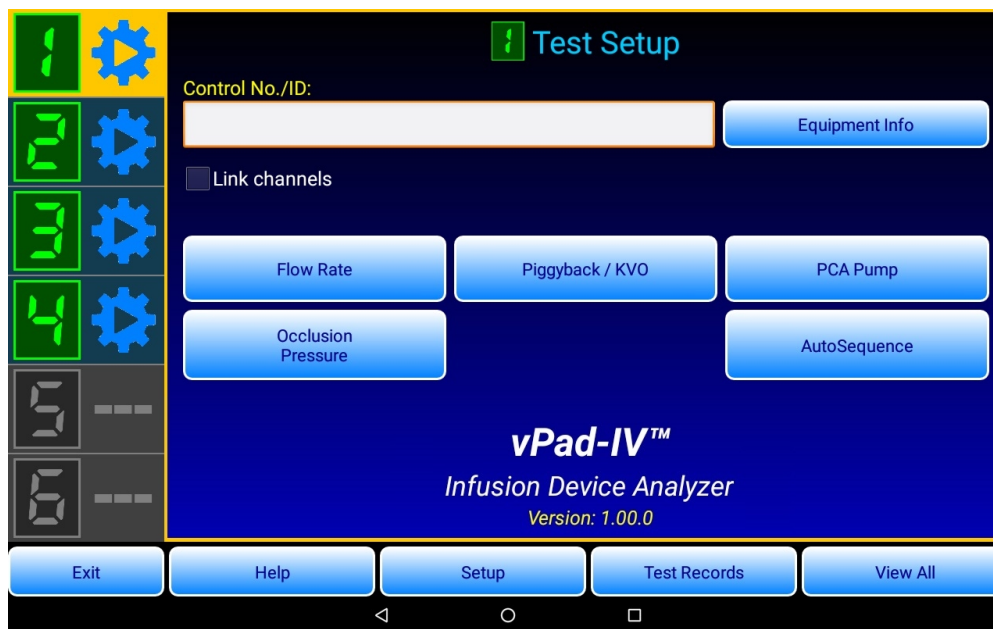 1
2
3
4
5 ---
6 ---
1 Test Setup
Control No./ID:
Equipment Info
Link channels
Flow Rate
Piggyback / KVO
PCA Pump
Occlusion
Pressure
AutoSequence
vPad-IV™
Infusion Device Analyzer
Version: 1.00.0
Exit
Help
Setup
Test Records
View All